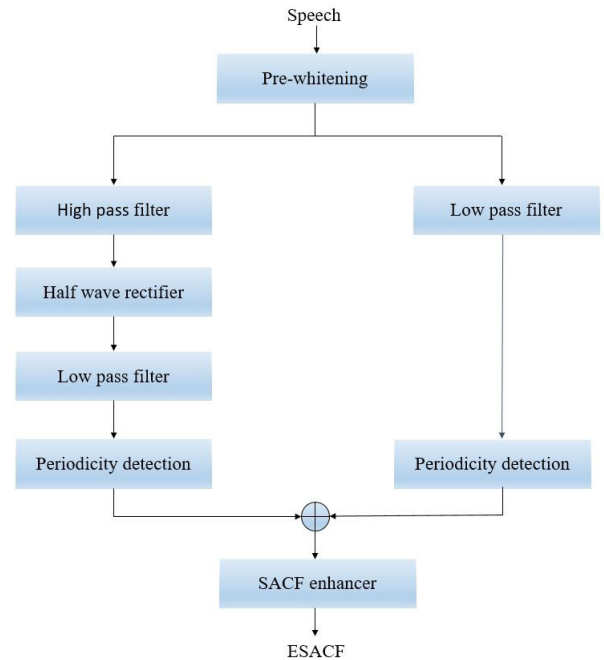 Speech
Pre-whitening
High pass filter
Low pass filter
Half wave rectifier
Low pass filter
Periodicity detection
Periodicity detection
SACF enhancer
ESACF